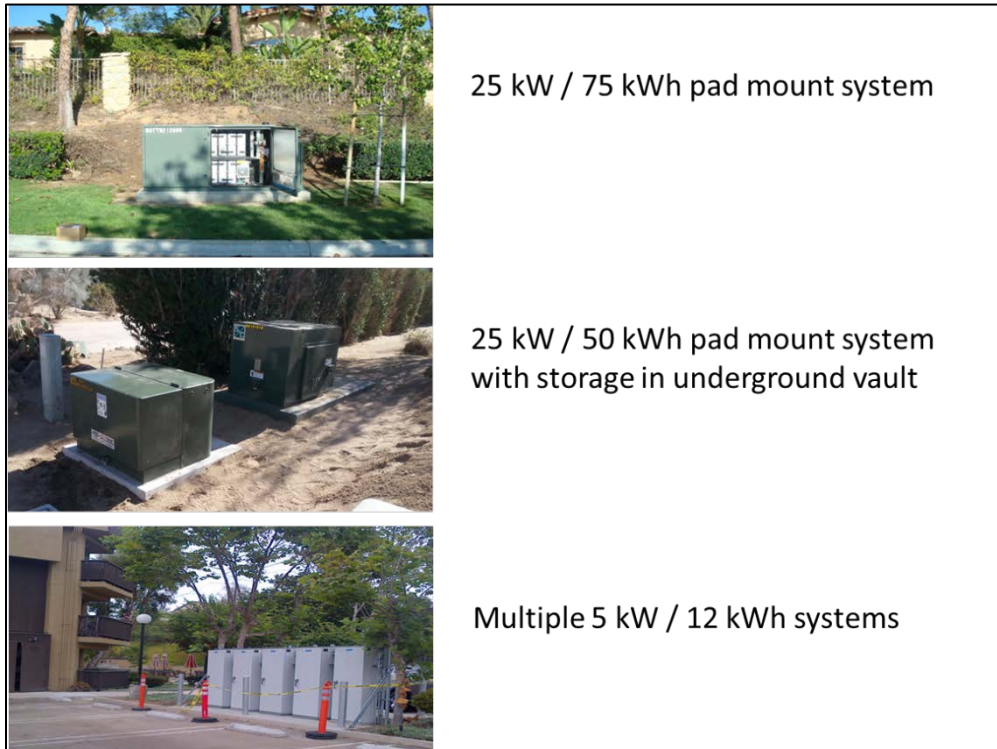 25 kW / 75 kWh pad mount system
25 kW / 50 kWh pad mount system
with storage in underground vault
Multiple 5 kW / 12 kWh systems